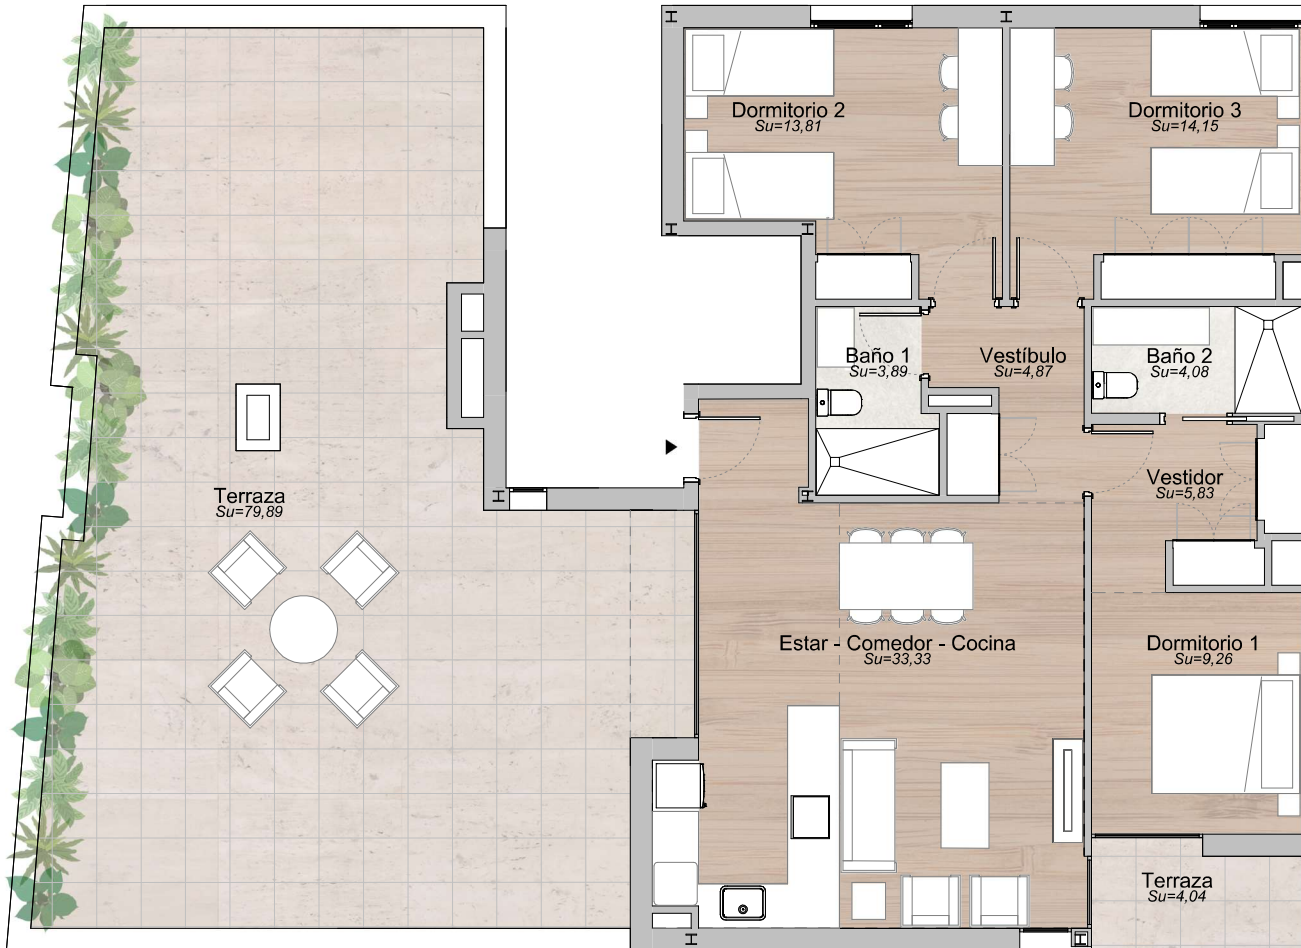 Dormitorio 2
Su=13,81
Dormitorio 3
Su=14,15
Baño 1
Su=3,89
Vestíbulo
Su=4,87
Baño 2
Su=4,08
Terraza
Su=79,89
Vestidor
Su=5,83
Estar - Comedor - Cocina
Su=33,33
Dormitorio 1
Su=9,26
Terraza
Su=4,04